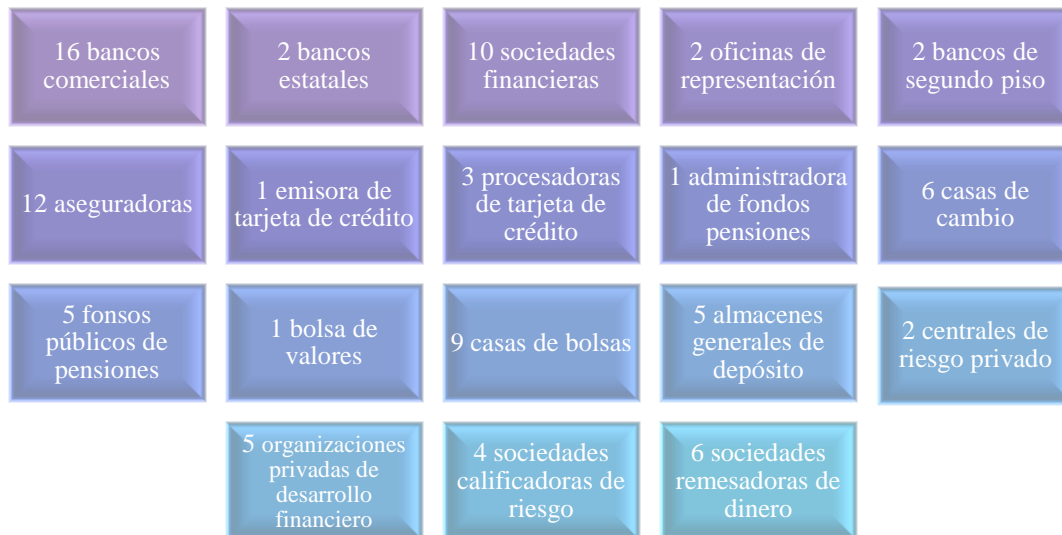 16 bancos
comerciales
2 bancos
estatales
10 sociedades
financieras
2 oficinas de
representación
2 bancos de
segundo piso
12 aseguradoras
1 emisora de
tarjeta de crédito
3 procesadoras
de tarjeta de
crédito
1 administradora
de fondos
pensiones
6 casas de
cambio
5 fonsos
públicos de
pensiones
1 bolsa de
valores
9 casas de bolsas
5 almacenes
generales de
depósito
2 centrales de
riesgo privado
5 organizaciones
privadas de
desarrollo
financiero
4 sociedades
calificadoras de
riesgo
6 sociedades
remesadoras de
dinero